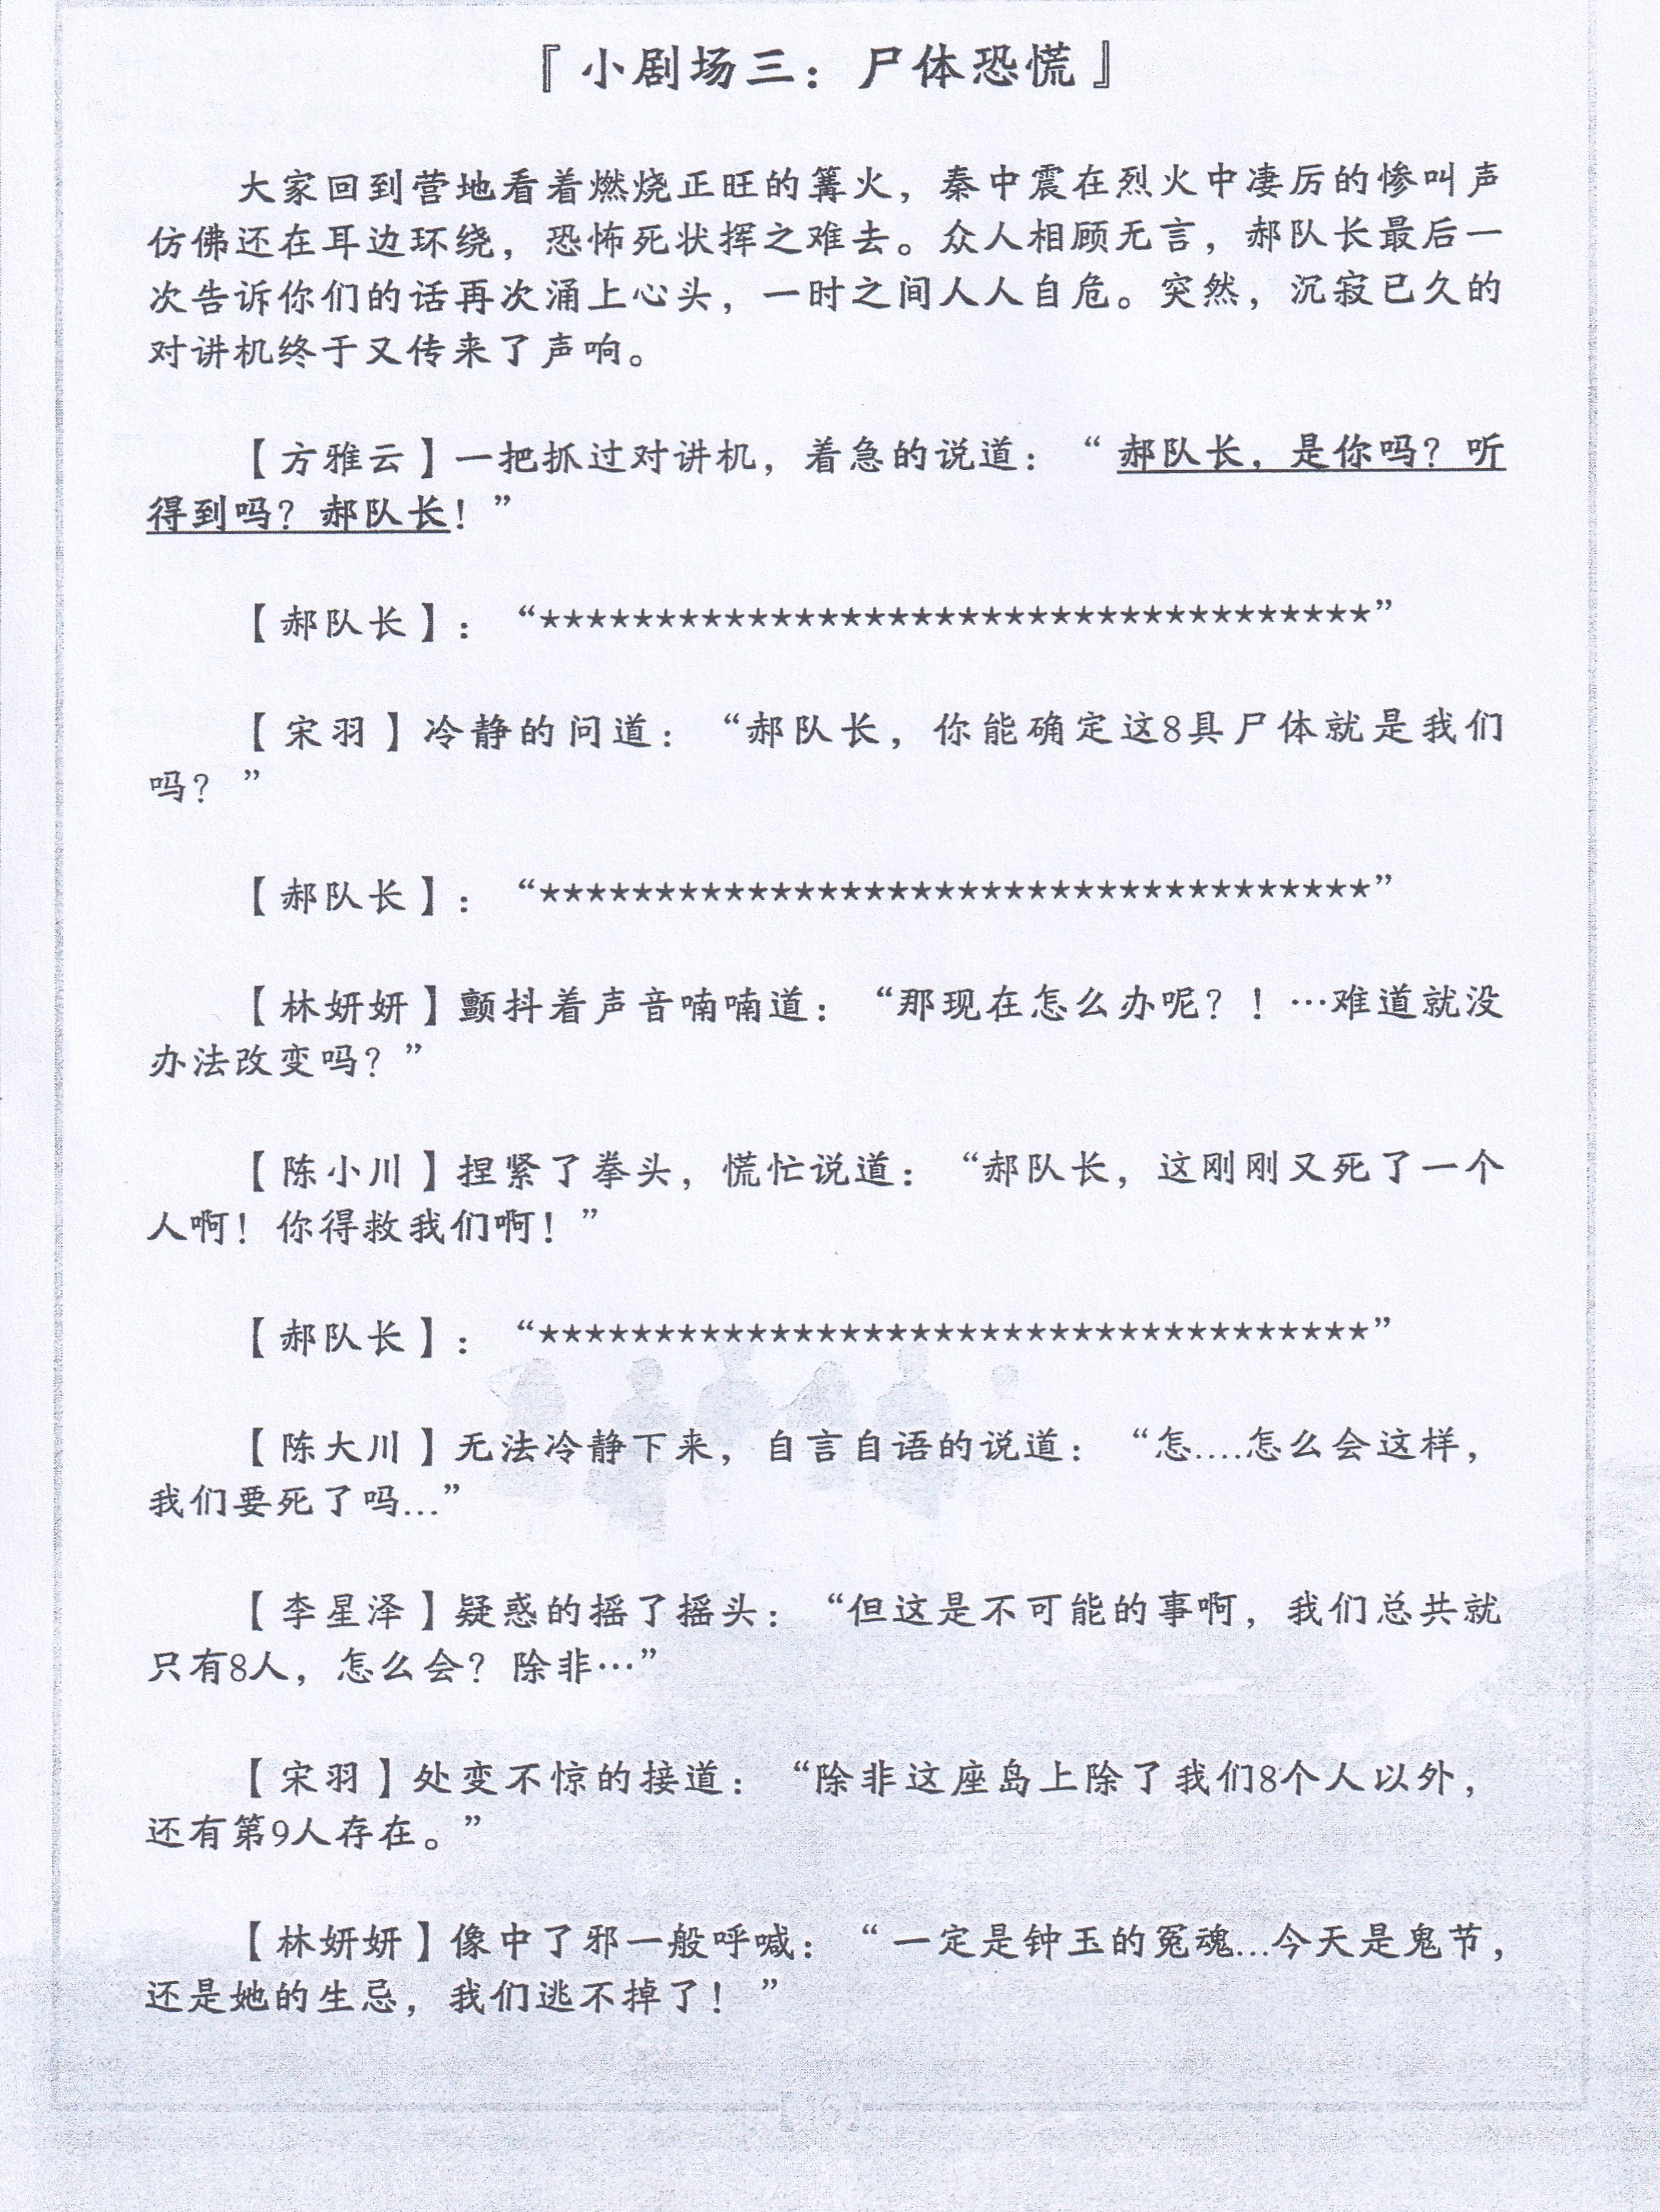 『小剧场三：尸体恐慌』
大家回到营地看着燃烧正旺的篝火，秦中震在烈火中凄厉的惨叫声
仿佛还在耳边环绕，恐怖死状挥之难去。众人相顾无言，郝队长最后一
次告诉你们的话再次涌上心头，一时之间人人自危。突然，沉寂已久的
对讲机终于又传来了声响。
【方雅云】一把抓过对讲机，着急的说道：“郝队长，是你吗？听
得到吗？郝队长！”
【郝队长】：“★★★★★★★★★★★★★★★★★★★★★★★★★★★★★★★★★★★★”
【宋羽】冷静的问道：“郝队长，你能确定这8具尸体就是我们
吗？”
【郝队长】：“★★★★★★★★★★★★★★★★★★★★★★★★★★★★★★★★★★★★”
【林妍妍】颤抖着声音喃喃道：“那现在怎么办呢？！…难道就没
办法改变吗？”
【陈小川】捏紧了拳头，慌忙说道：“郝队长，这刚刚又死了一个
人啊！你得救我们啊！”
【郝队长】：“★★★★★★★★★★★★★★★★★★★★★★★★★★★★★★★★★★★★”
【陈大川】无法冷静下来，自言自语的说道：“怎....怎么会这样，
我们要死了吗...”
【李星泽】疑惑的摇了摇头：“但这是不可能的事啊，我们总共就
只有8人，怎么会？除非…”
【宋羽】处变不惊的接道：“除非这座岛上除了我们8个人以外，
还有第9人存在。”
【林妍妍】像中了邪一般呼喊：“一定是钟玉的冤魂...今天是鬼节，
还是她的生忌，我们逃不掉了！”